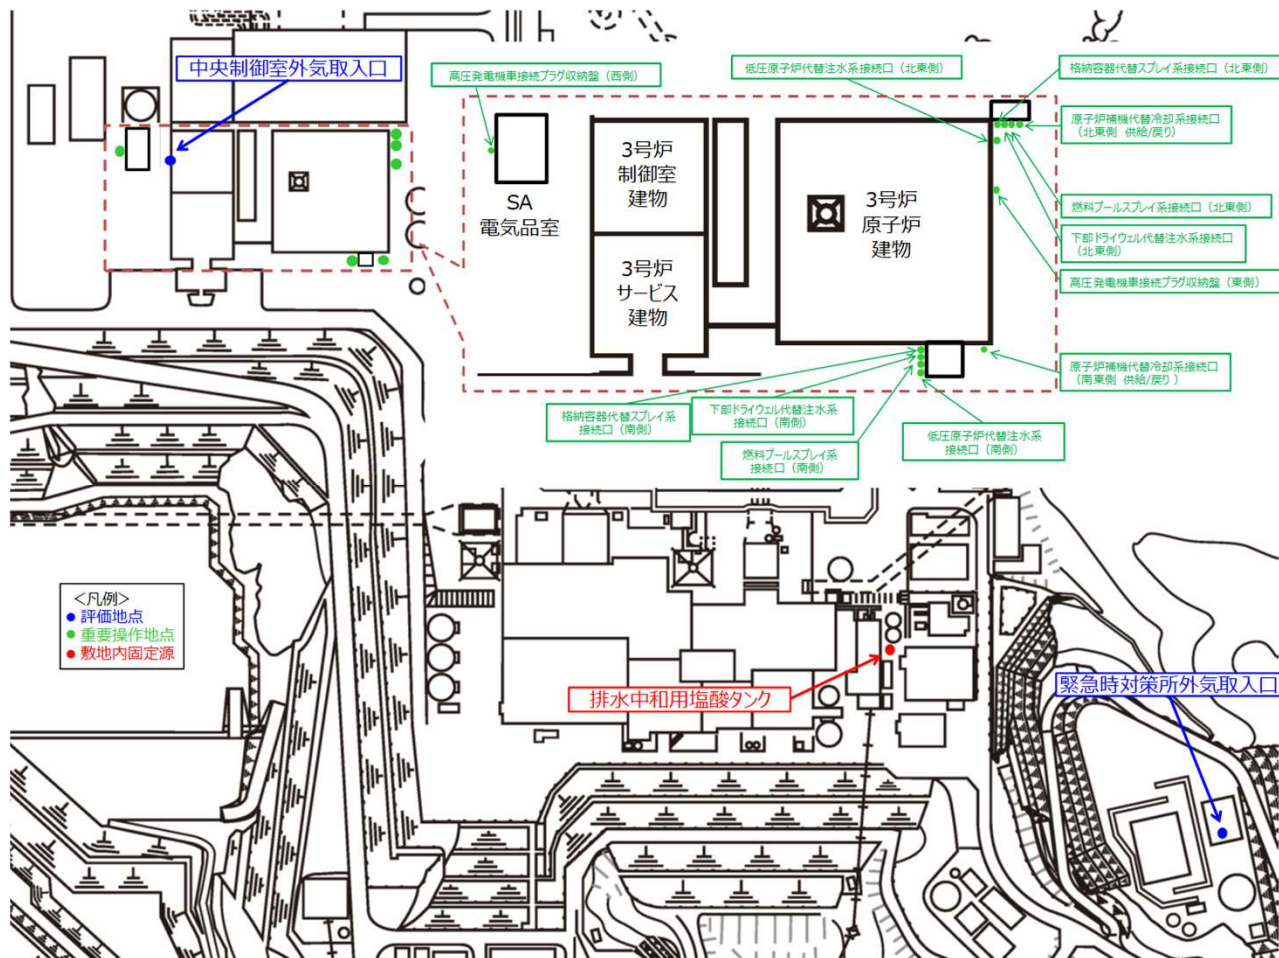 中央制御室外気取入口
高圧発電機車接続プラグ収納盤（西側）
低圧原子炉代替注水系接続口（北東側）
格納容器代替スプレイ系接続口（北東側）
原子炉補機代替冷却系接続口
（北東側 供給/戻り）
燃料プールスプレイ系接続口（北東側）
下部ドライウェル代替注水系接続口
（北東側）
高圧発電機車接続プラグ収納盤（東側）
原子炉補機代替冷却系接続口
（南東側 供給/戻り）
SA
電気品室
3号炉
制御室
建物
3号炉
サービス
建物
3号炉
原子炉
建物
格納容器代替スプレイ系
接続口（南側）
下部ドライウェル代替注水系
接続口（南側）
燃料プールスプレイ系
接続口（南側）
低圧原子炉代替注水系
接続口（南側）
＜凡例＞
● 評価地点
● 重要操作地点
● 敷地内固定源
排水中和用塩酸タンク
緊急時対策所外気取入口